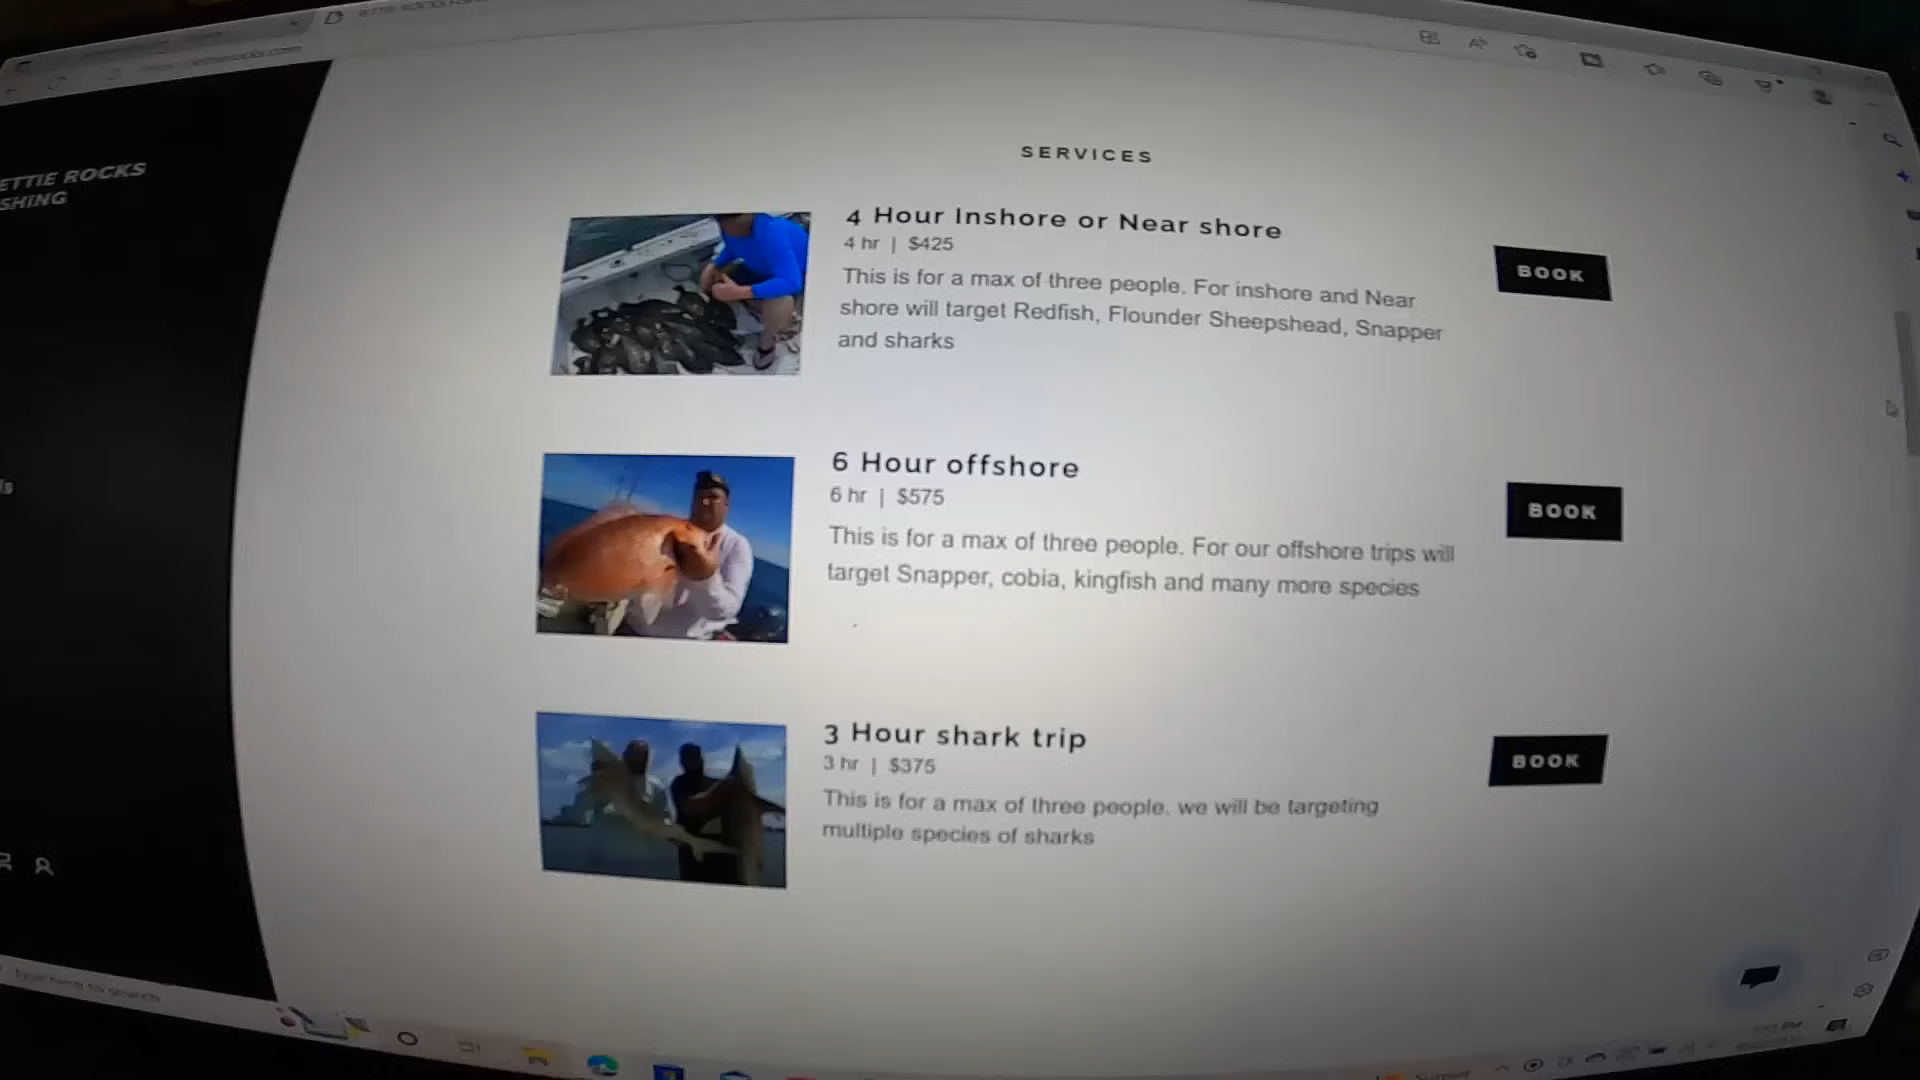 ETTIE ROCKS
SHING
SERVICES
4 Hour Inshore or Near shore
4 hr | $425
This is for a max of three people. For inshore and Near
shore will target Redfish, Flounder Sheepshead, Snapper
and sharks
BOOK
6 Hour offshore
6 hr | $575
This is for a max of three people. For our offshore trips will
target Snapper, cobia, kingfish and many more species
BOOK
3 Hour shark trip
3 hr | $375
This is for a max of three people. we will be targeting
multiple species of sharks
BOOK
Type here to search